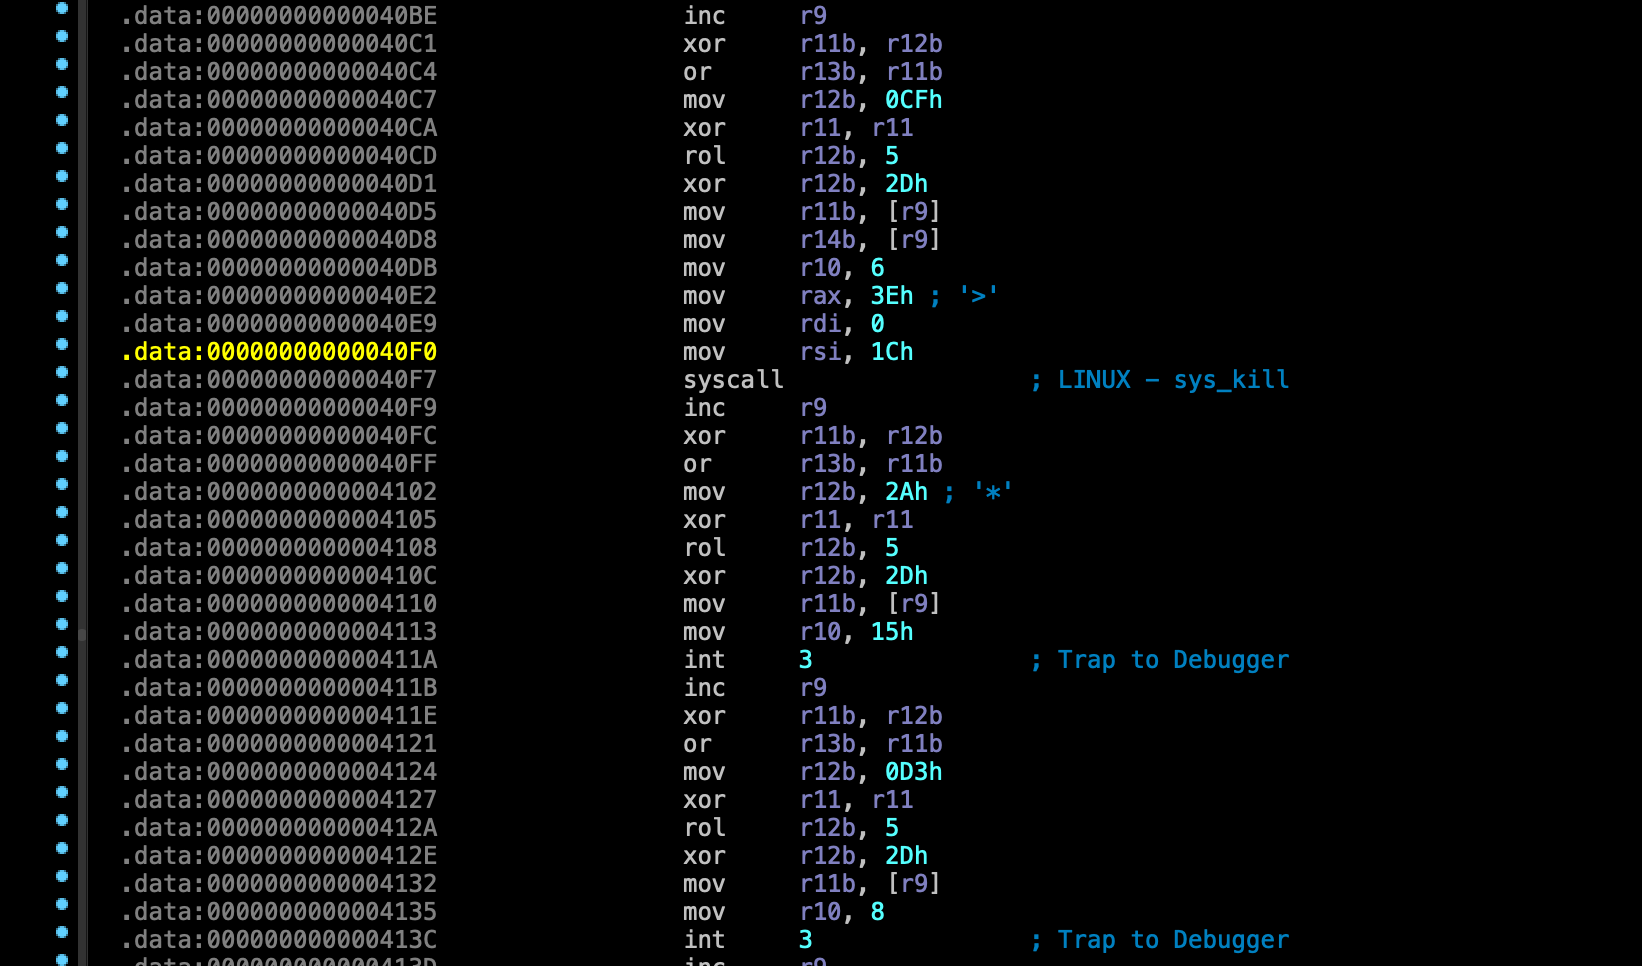 .data:00000000000040BE inc r9
.data:00000000000040C1 xor r11b, r12b
.data:00000000000040C4 or r13b, r11b
.data:00000000000040C7 mov r12b, 0CFh
.data:00000000000040CA xor r11, r11
.data:00000000000040CD rol r12b, 5
.data:00000000000040D1 xor r12b, 2Dh
.data:00000000000040D5 mov r11b, [r9]
.data:00000000000040D8 mov r14b, [r9]
.data:00000000000040DB mov r10, 6
.data:00000000000040E2 mov rax, 3Eh ; '>'
.data:00000000000040E9 mov rdi, 0
.data:00000000000040F0 mov rsi, 1Ch
.data:00000000000040F7 syscall ; LINUX - sys_kill
.data:00000000000040F9 inc r9
.data:00000000000040FC xor r11b, r12b
.data:00000000000040FF or r13b, r11b
.data:0000000000004102 mov r12b, 2Ah ; '*'
.data:0000000000004105 xor r11, r11
.data:0000000000004108 rol r12b, 5
.data:000000000000410C xor r12b, 2Dh
.data:0000000000004110 mov r11b, [r9]
.data:0000000000004113 mov r10, 15h
.data:000000000000411A int 3 ; Trap to Debugger
.data:000000000000411B inc r9
.data:000000000000411E xor r11b, r12b
.data:0000000000004121 or r13b, r11b
.data:0000000000004124 mov r12b, 0D3h
.data:0000000000004127 xor r11, r11
.data:000000000000412A rol r12b, 5
.data:000000000000412E xor r12b, 2Dh
.data:0000000000004132 mov r11b, [r9]
.data:0000000000004135 mov r10, 8
.data:000000000000413C int 3 ; Trap to Debugger
.data:000000000000413D inc r9